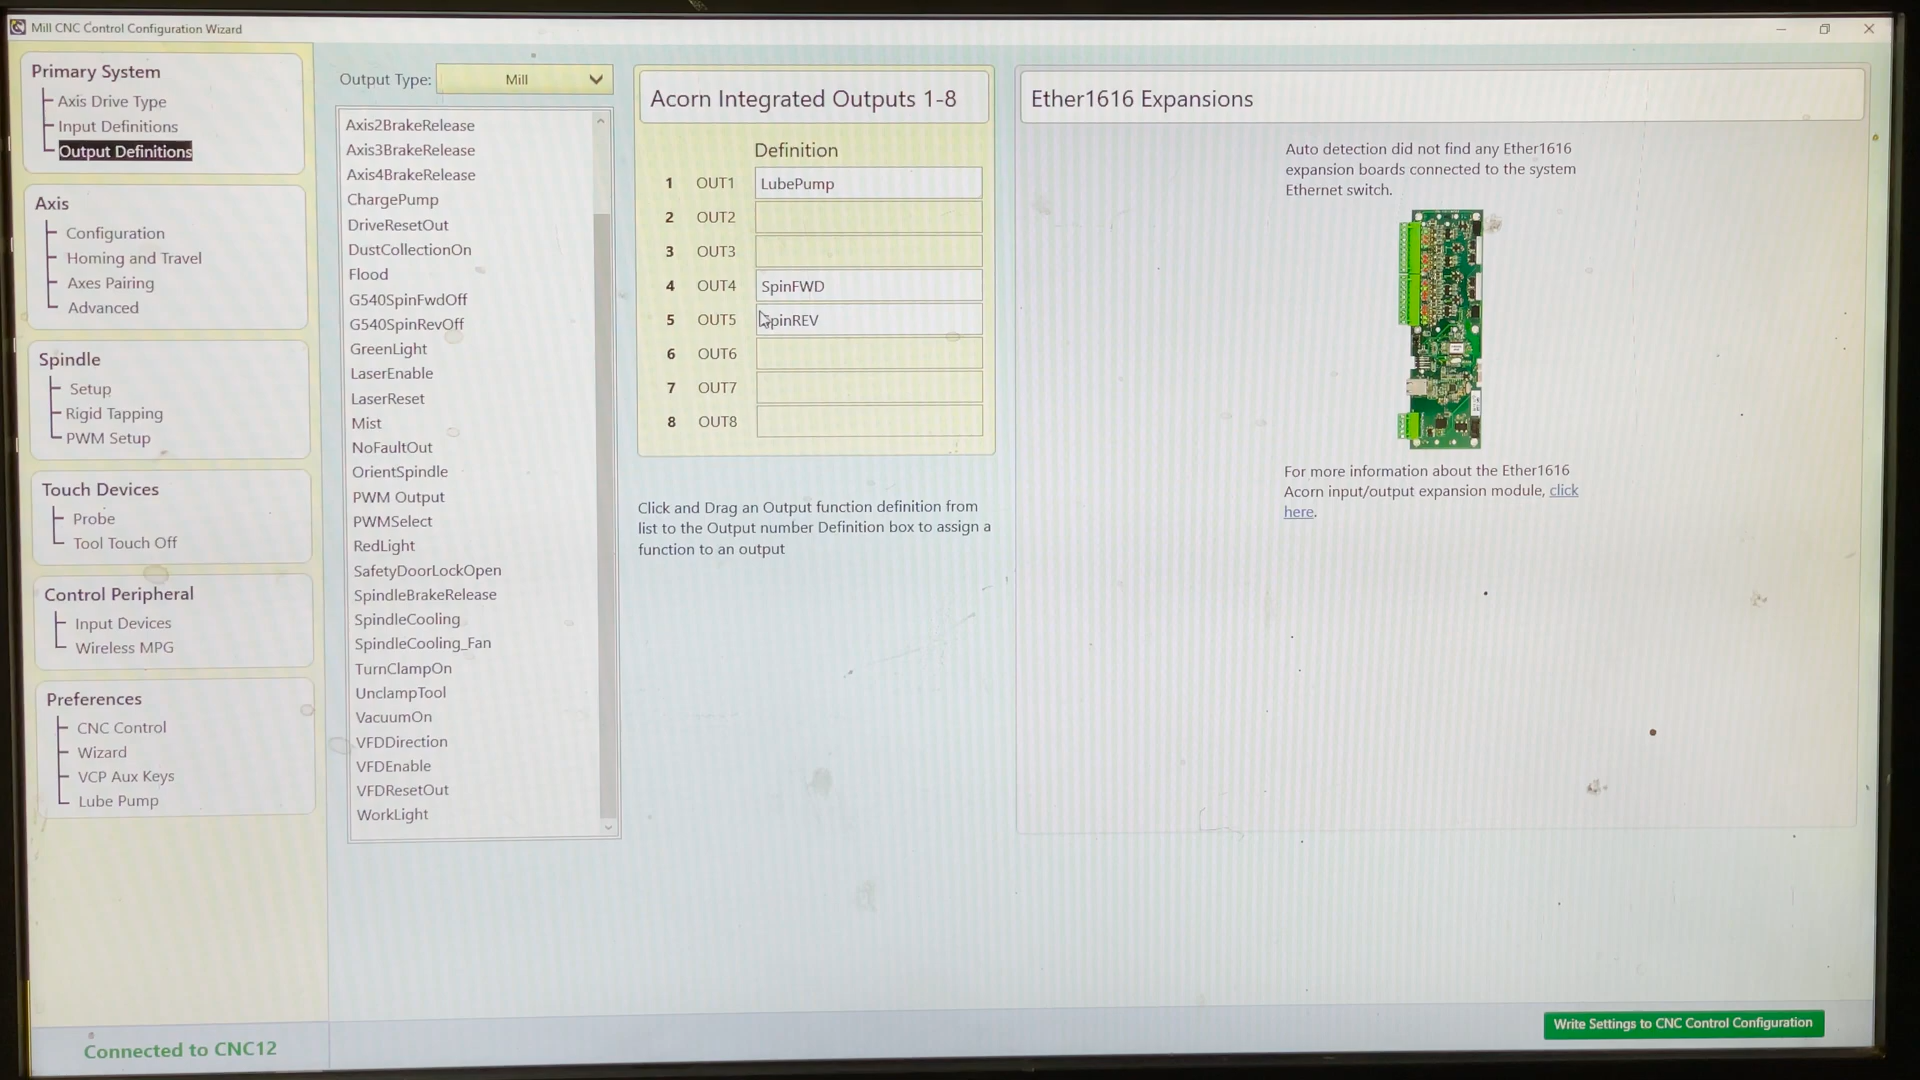 Mill CNC Control Configuration Wizard
Primary System
Axis Drive Type
Input Definitions
Output Definitions
Axis
Configuration
Homing and Travel
Axes Pairing
Advanced
Spindle
Setup
Rigid Tapping
PWM Setup
Touch Devices
Probe
Tool Touch Off
Control Peripheral
Input Devices
Wireless MPG
Preferences
CNC Control
Wizard
VCP Aux Keys
Lube Pump
Connected to CNC12
Output Type: Mill
Axis2BrakeRelease
Axis3BrakeRelease
Axis4BrakeRelease
ChargePump
DriveResetOut
DustCollectionOn
Flood
G540SpinFwdOff
G540SpinRevOff
GreenLight
LaserEnable
LaserReset
Mist
NoFaultOut
OrientSpindle
PWM Output
PWMSelect
RedLight
SafetyDoorLockOpen
SpindleBrakeRelease
SpindleCooling
SpindleCooling_Fan
TurnClampOn
UnclampTool
VacuumOn
VFDDirection
VFDEnable
VFDResetOut
WorkLight
Acorn Integrated Outputs 1-8
Definition
1 OUT1 LubePump
2 OUT2
3 OUT3
4 OUT4 SpinFWD
5 OUT5 SpinREV
6 OUT6
7 OUT7
8 OUT8
Click and Drag an Output function definition from
list to the Output number Definition box to assign a
function to an output
Ether1616 Expansions
Auto detection did not find any Ether1616
expansion boards connected to the system
Ethernet switch.
For more information about the Ether1616
Acorn input/output expansion module, click
here.
Write Settings to CNC Control Configuration